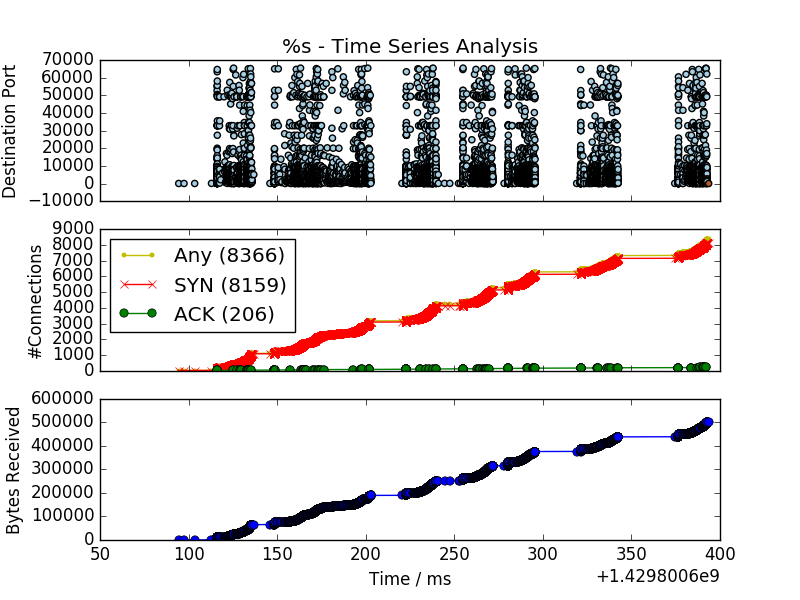 %s - Time Series Analysis
70000
60000
50000
40000
30000
20000
10000
0
−10000
Destination Port
9000
8000
7000
6000
5000
4000
3000
2000
1000
0
#Connections
Any (8366)
SYN (8159)
ACK (206)
600000
500000
400000
300000
200000
100000
0
Bytes Received
50 100 150 200 250 300 350 400
Time / ms
+1.4298006e9